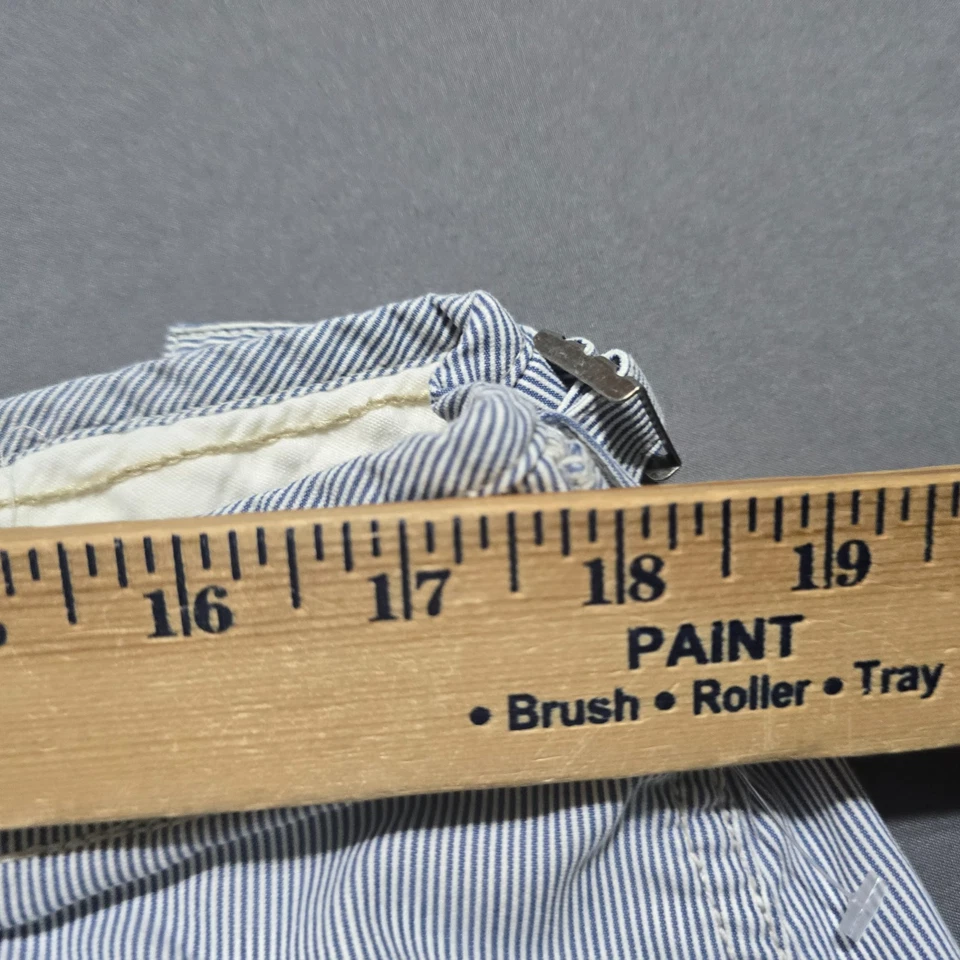 16 17 18 19
PAINT
• Brush • Roller • Tray